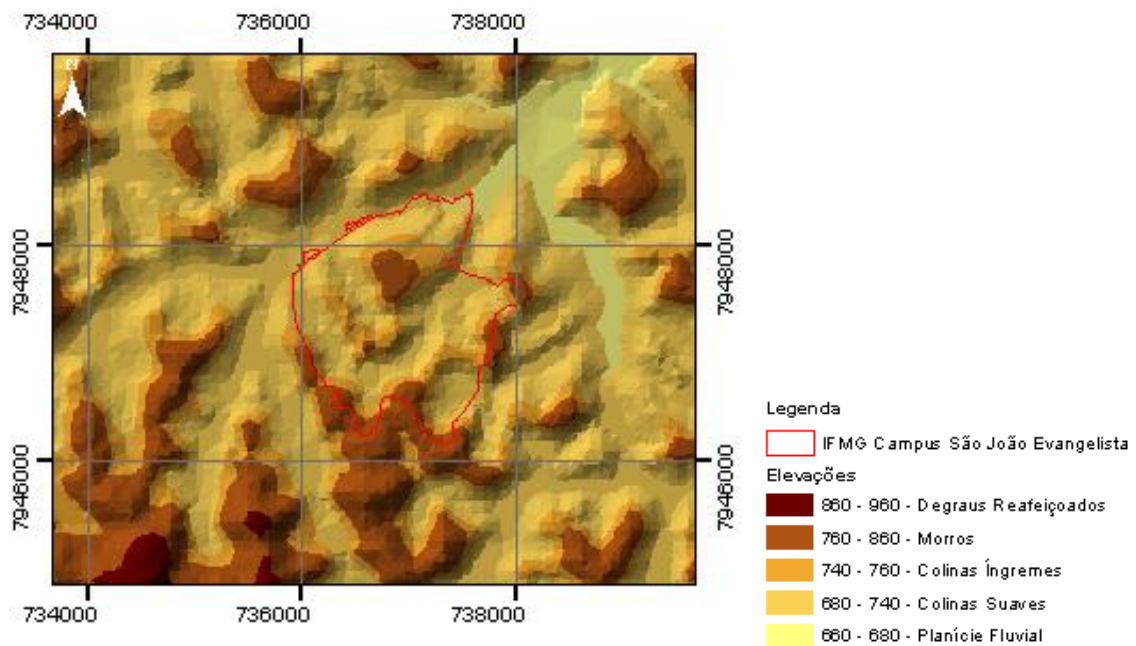 734000 736000 738000
N
7948000 7948000
7946000 7946000
734000 736000 738000
Legenda
IFMG Campus São João Evangelista
Elevações
860 - 960 - Degraus Reafeiçoados
760 - 860 - Morros
740 - 760 - Colinas Íngremes
680 - 740 - Colinas Suaves
660 - 680 - Planície Fluvial